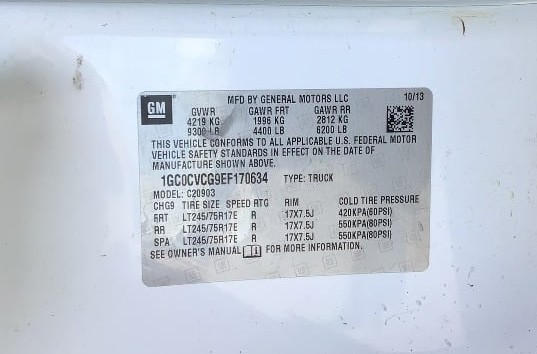 GM
MFD BY GENERAL MOTORS LLC 10/13
GVWR GAWR FRT GAWR RR
4219 KG 1996 KG 2812 KG
9300 LB 4400 LB 6200 LB
THIS VEHICLE CONFORMS TO ALL APPLICABLE U.S. FEDERAL MOTOR
VEHICLE SAFETY STANDARDS IN EFFECT ON THE DATE OF
MANUFACTURE SHOWN ABOVE.
1GC0CVCG9EF170634 TYPE: TRUCK
MODEL: C20903
CHG9 TIRE SIZE SPEED RTG RIM COLD TIRE PRESSURE
FRT LT245/75R17E R 17X7.5J 420KPA(60PSI)
RR LT245/75R17E R 17X7.5J 550KPA(80PSI)
SPA LT245/75R17E R 17X7.5J 550KPA(80PSI)
SEE OWNER'S MANUAL FOR MORE INFORMATION.